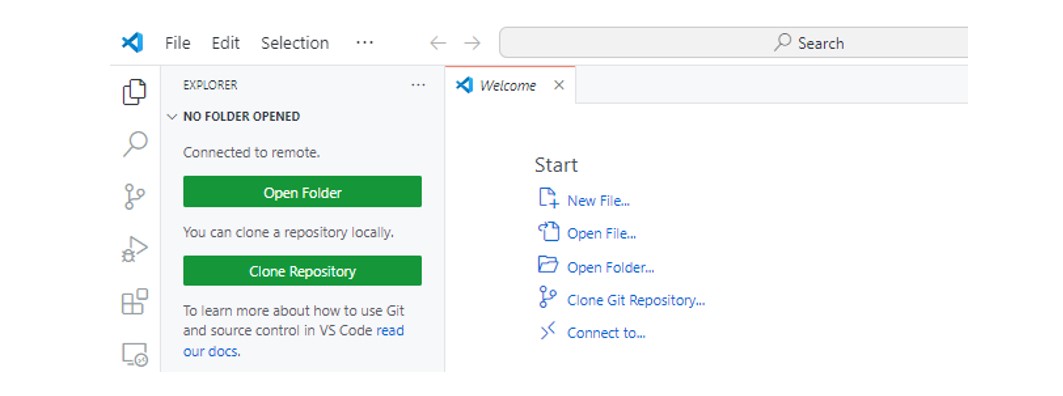 File Edit Selection ··· Search
EXPLORER ···
Welcome
NO FOLDER OPENED
Connected to remote.
Open Folder
You can clone a repository locally.
Clone Repository
To learn more about how to use Git
and source control in VS Code read
our docs.
Start
New File...
Open File...
Open Folder...
Clone Git Repository...
Connect to...